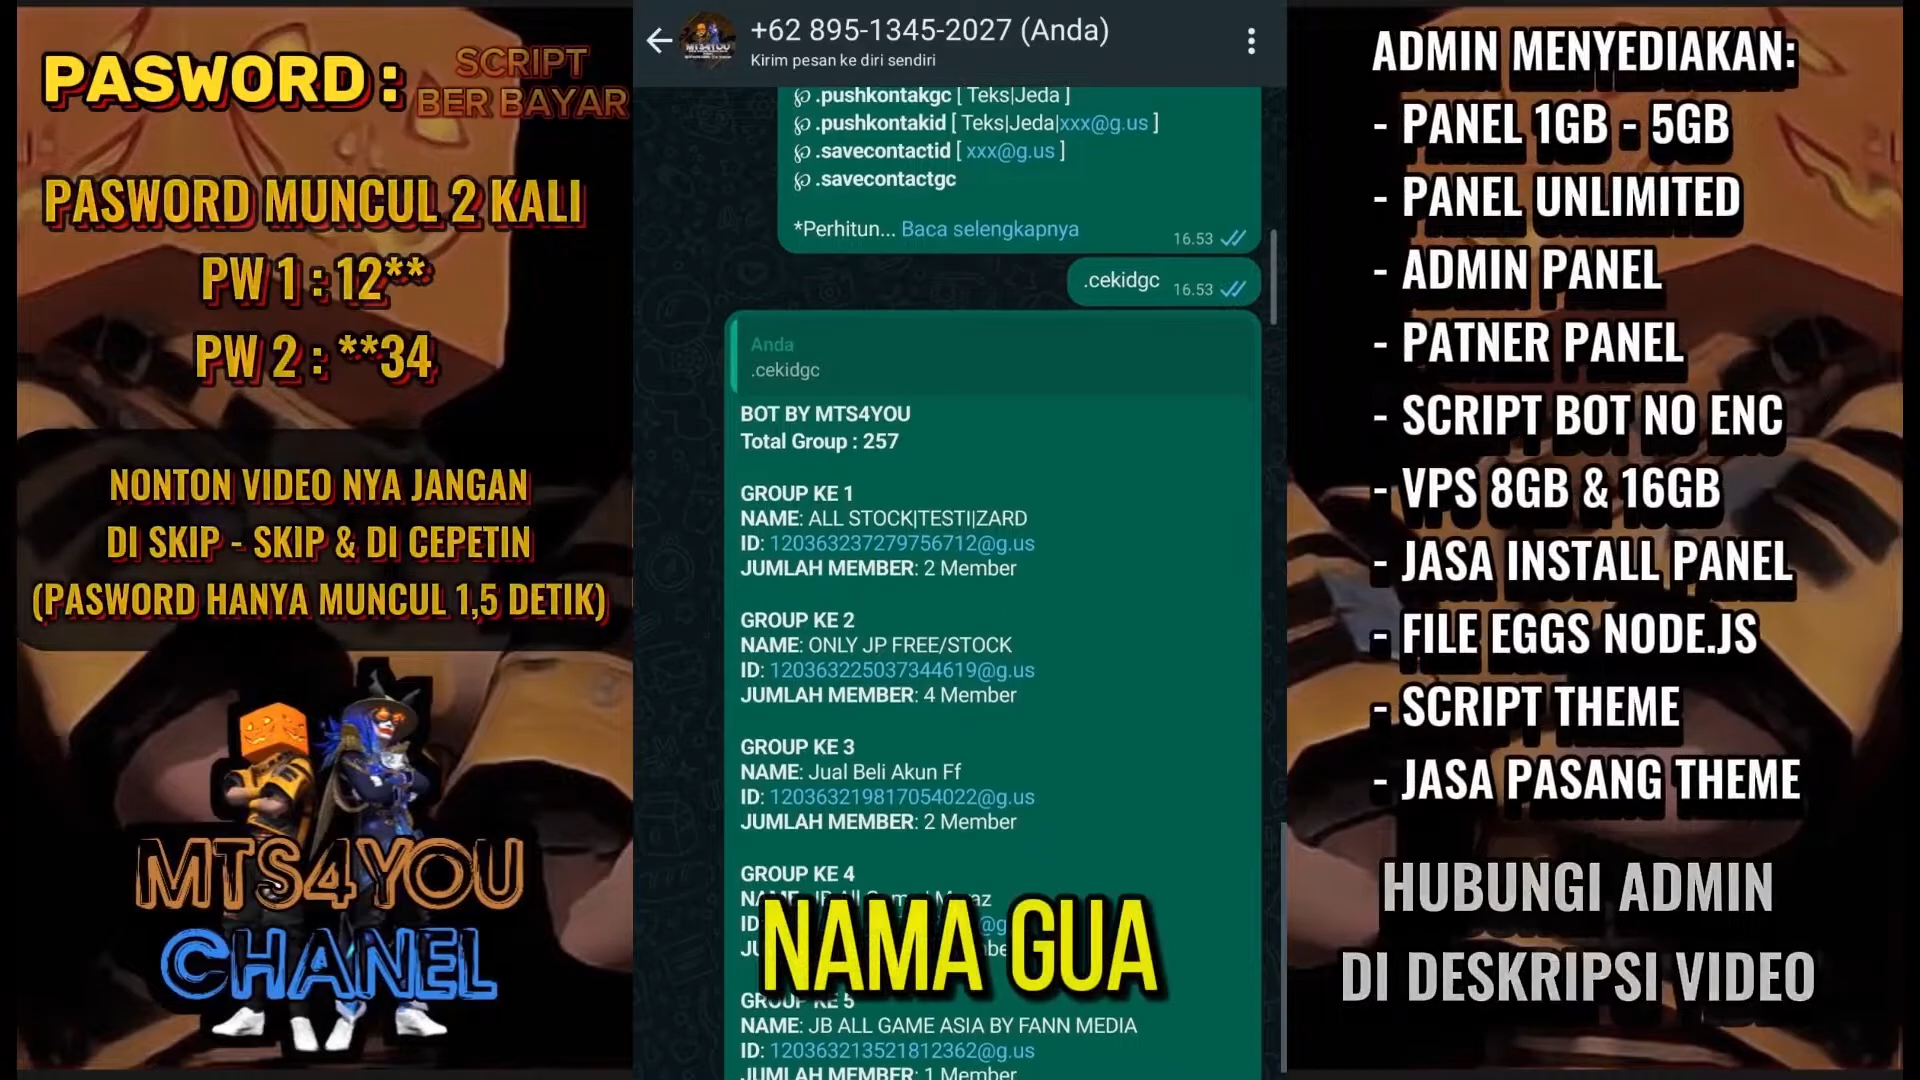 PASWORD :
SCRIPT
BER BAYAR
PASWORD MUNCUL 2 KALI
PW 1 : 12**
PW 2 : **34
NONTON VIDEO NYA JANGAN
DI SKIP - SKIP & DI CEPETIN
(PASWORD HANYA MUNCUL 1,5 DETIK)
MTS4YOU
CHANEL
+62 895-1345-2027 (Anda)
Kirim pesan ke diri sendiri
℘ .pushkontakgc [ Teks|Jeda ]
℘ .pushkontakid [ Teks|Jeda|xxx@g.us ]
℘ .savecontactid [ xxx@g.us ]
℘ .savecontactgc
*Perhitun... Baca selengkapnya
16.53
.cekidgc
16.53
Anda
.cekidgc
BOT BY MTS4YOU
Total Group : 257
GROUP KE 1
NAME: ALL STOCK|TESTI|ZARD
ID: 120363237279756712@g.us
JUMLAH MEMBER: 2 Member
GROUP KE 2
NAME: ONLY JP FREE/STOCK
ID: 120363225037344619@g.us
JUMLAH MEMBER: 4 Member
GROUP KE 3
NAME: Jual Beli Akun Ff
ID: 120363219817054022@g.us
JUMLAH MEMBER: 2 Member
GROUP KE 4
NAMA GUA
GROUP KE 5
NAME: JB ALL GAME ASIA BY FANN MEDIA
ID: 120363213521812362@g.us
JUMLAH MEMBER: 1 Member
ADMIN MENYEDIAKAN:
- PANEL 1GB - 5GB
- PANEL UNLIMITED
- ADMIN PANEL
- PATNER PANEL
- SCRIPT BOT NO ENC
- VPS 8GB & 16GB
- JASA INSTALL PANEL
- FILE EGGS NODE.JS
- SCRIPT THEME
- JASA PASANG THEME
HUBUNGI ADMIN
DI DESKRIPSI VIDEO